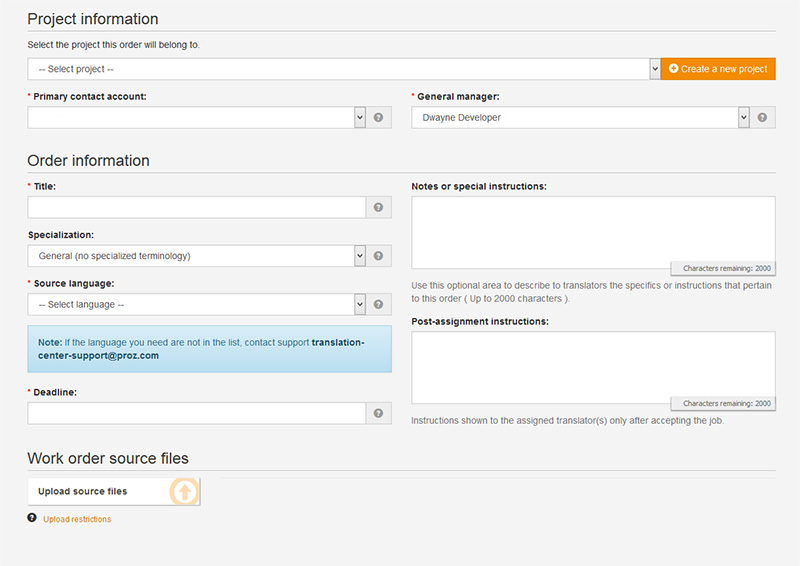 Project information
Select the project this order will belong to.
-- Select project --
Create a new project
* Primary contact account:
* General manager:
Dwayne Developer
Order information
* Title:
Specialization:
General (no specialized terminology)
* Source language:
-- Select language --
Note: If the language you need are not in the list, contact support translation-
center-support@proz.com
* Deadline:
Notes or special instructions:
Characters remaining: 2000
Use this optional area to describe to translators the specifics or instructions that pertain
to this order ( Up to 2000 characters ).
Post-assignment instructions:
Characters remaining: 2000
Instructions shown to the assigned translator(s) only after accepting the job.
Work order source files
Upload source files
Upload restrictions